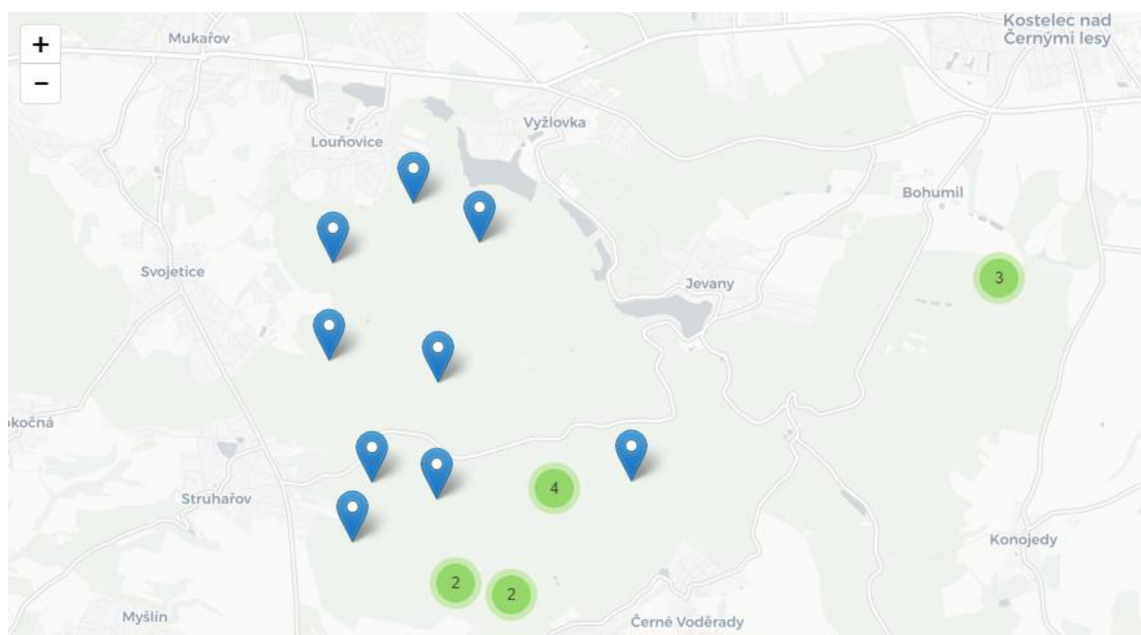 +
−
Mukařov
Kostelec nad
Černými lesy
Vyžlovka
Louňovice
Bohumil
Svojetice
Jevany
3
okočná
4
Struhařov
Konojedy
2
2
Myšlín
Černé Voděrady